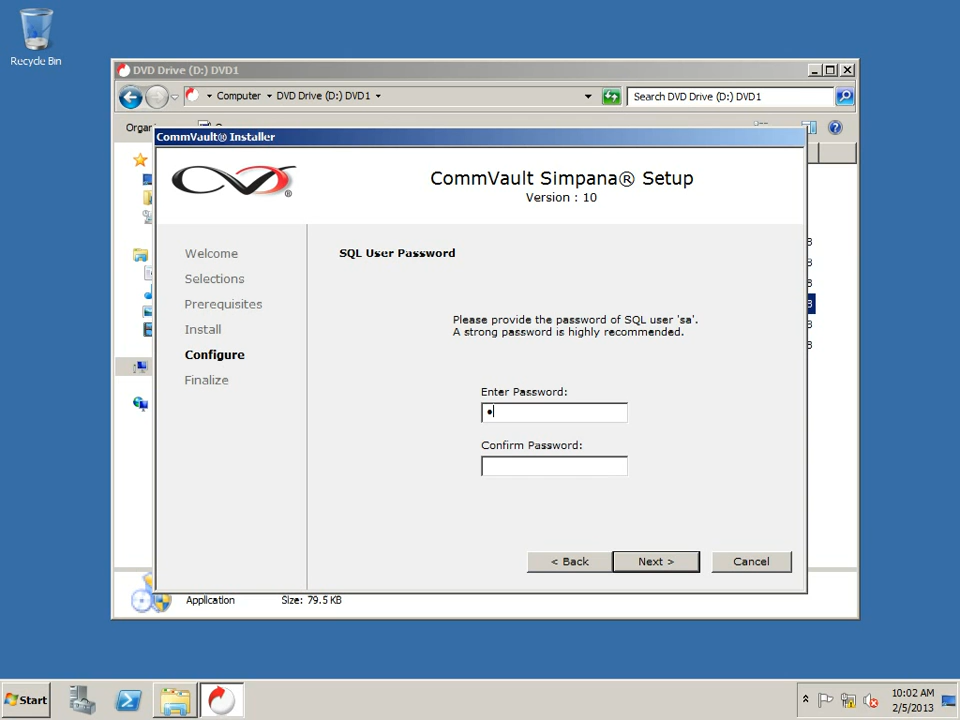 Recycle Bin
DVD Drive (D:) DVD1
Computer
DVD Drive (D:) DVD1
Search DVD Drive (D:) DVD1
CommVault® Installer
CommVault Simpana® Setup
Version : 10
Welcome
Selections
Prerequisites
Install
Configure
Finalize
SQL User Password
Please provide the password of SQL user 'sa'.
A strong password is highly recommended.
Enter Password:
Confirm Password:
< Back
Next >
Cancel
Application
Size: 79.5 KB
Start
10:02 AM
2/5/2013